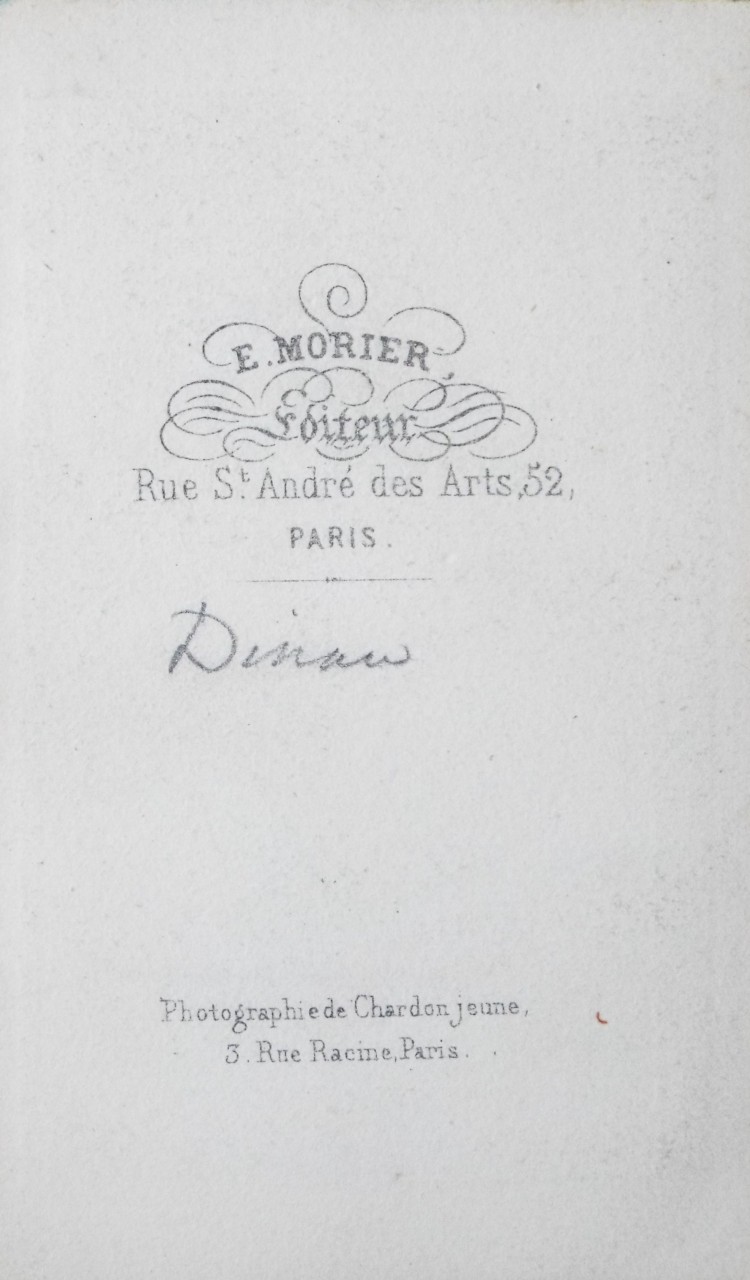 E. MORIER,
Editeur
Rue St. André des Arts, 52,
PARIS.
Dinan
Photographie de Chardon jeune,
3. Rue Racine, Paris.